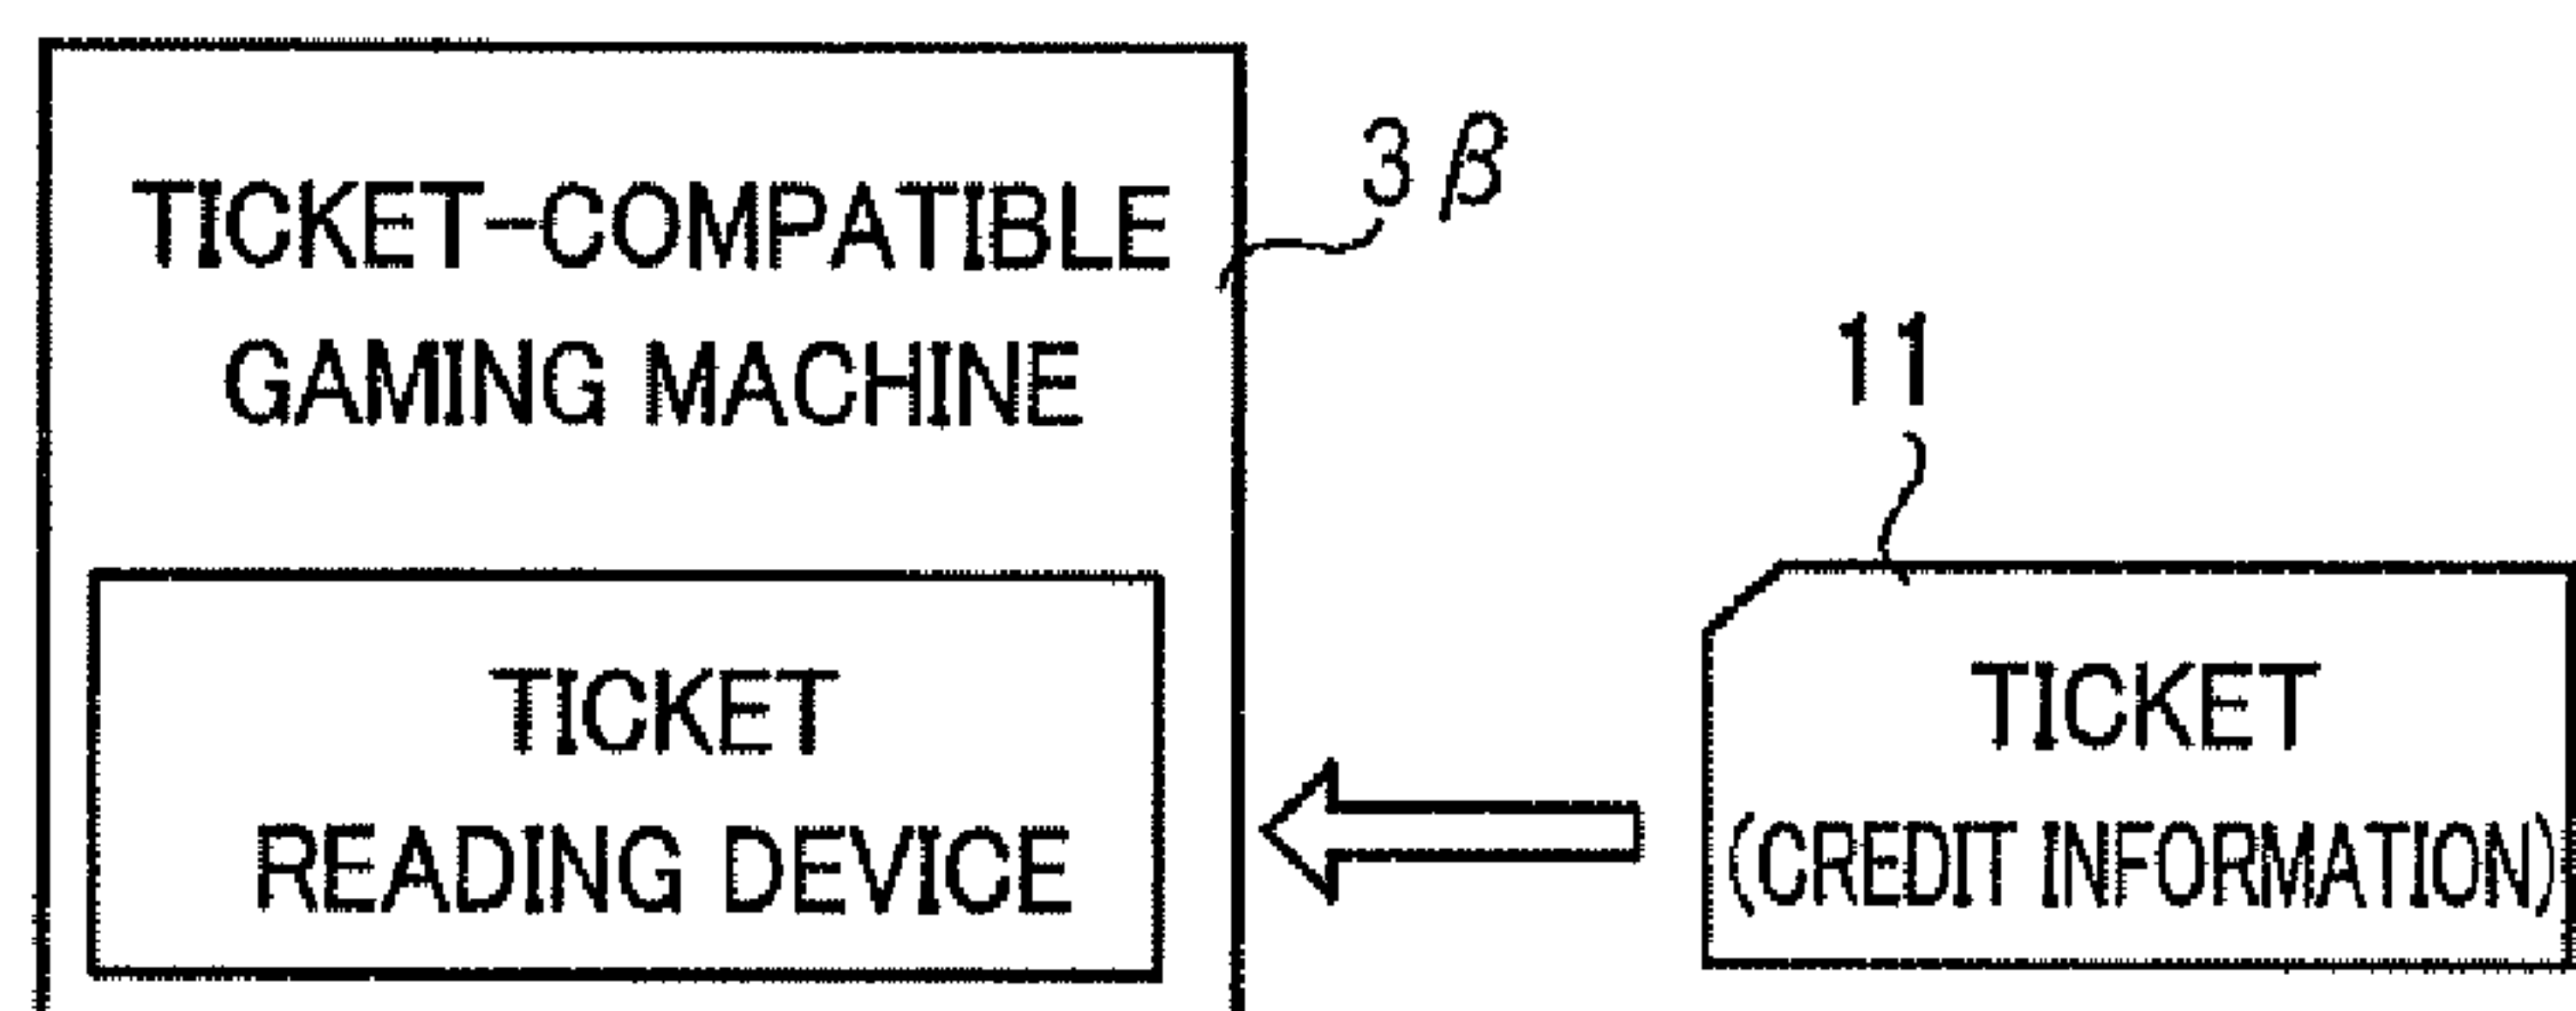 TICKET-COMPATIBLE
GAMING MACHINE
3β
11
TICKET
READING DEVICE
TICKET
(CREDIT INFORMATION)